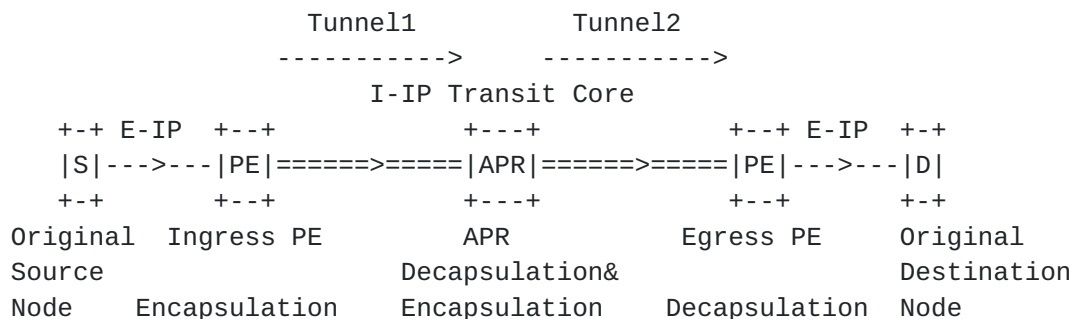 Tunnel1          Tunnel2
                 ----------->     ----------->
                       I-IP Transit Core
   +-+ E-IP  +--+            +---+            +--+ E-IP  +-+
   |S|--->---|PE|======>=====|APR|======>=====|PE|--->---|D|
   +-+       +--+            +---+            +--+       +-+
Original  Ingress PE         APR           Egress PE     Original
Source                   Decapsulation&                  Destination
Node    Encapsulation    Encapsulation    Decapsulation  Node